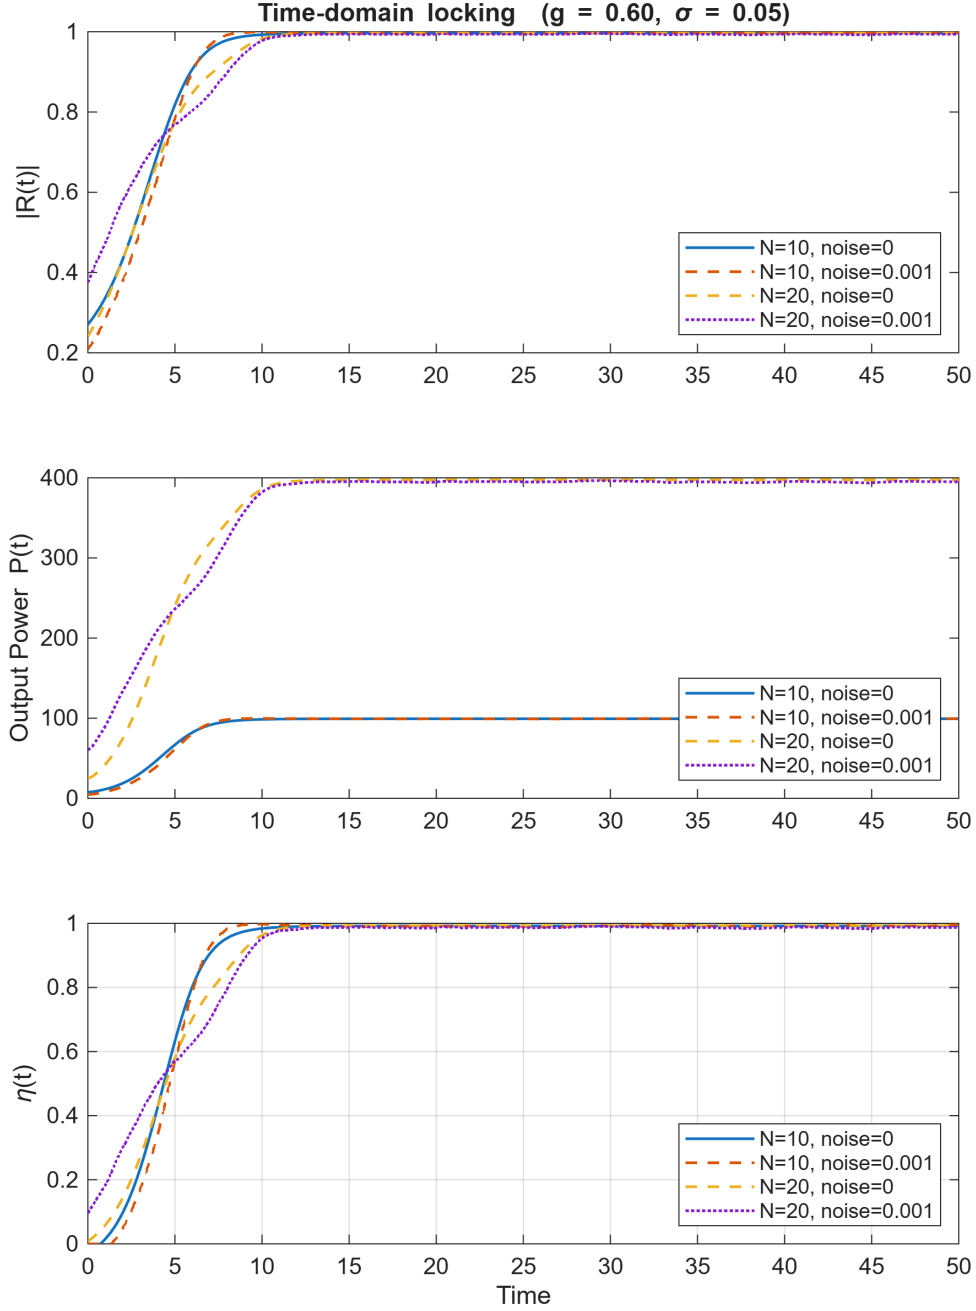 Time-domain locking (g = 0.60, σ = 0.05)
1
0.8
0.6
0.4
0.2
|R(t)|
N=10, noise=0
N=10, noise=0.001
N=20, noise=0
N=20, noise=0.001
0 5 10 15 20 25 30 35 40 45 50
400
300
200
100
0
Output Power P(t)
N=10, noise=0
N=10, noise=0.001
N=20, noise=0
N=20, noise=0.001
0 5 10 15 20 25 30 35 40 45 50
1
0.8
0.6
0.4
0.2
0
η(t)
N=10, noise=0
N=10, noise=0.001
N=20, noise=0
N=20, noise=0.001
0 5 10 15 20 25 30 35 40 45 50
Time